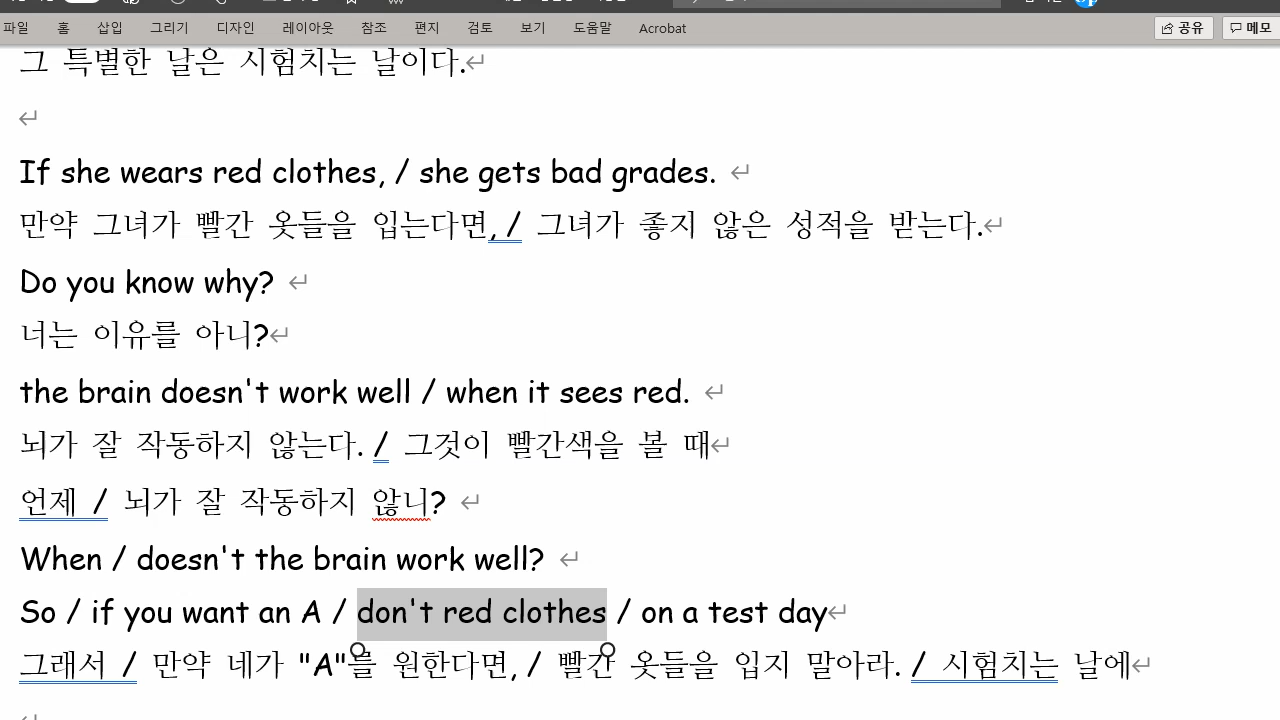 파일 홈 삽입 그리기 디자인 레이아웃 참조 편지 검토 보기 도움말 Acrobat 공유 메모
그 특별한 날은 시험치는 날이다.
If she wears red clothes, / she gets bad grades.
만약 그녀가 빨간 옷들을 입는다면, / 그녀가 좋지 않은 성적을 받는다.
Do you know why?
너는 이유를 아니?
the brain doesn't work well / when it sees red.
뇌가 잘 작동하지 않는다. / 그것이 빨간색을 볼 때
언제 / 뇌가 잘 작동하지 않니?
When / doesn't the brain work well?
So / if you want an A / don't red clothes / on a test day
그래서 / 만약 네가 "A"를 원한다면, / 빨간 옷들을 입지 말아라. / 시험치는 날에